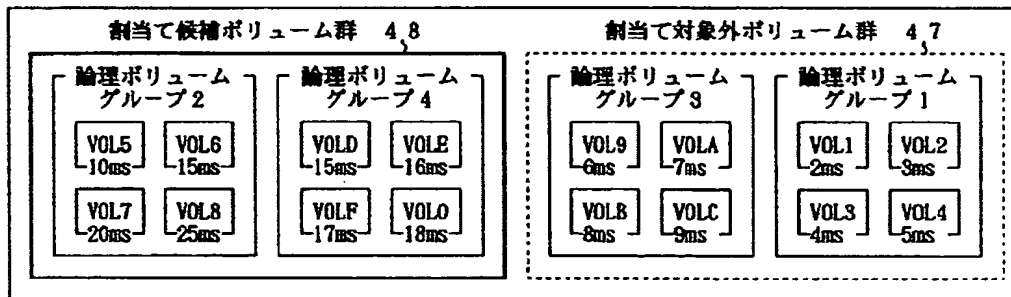 割当て候補ボリューム群 48
割当て対象外ボリューム群 47
論理ボリューム
グループ2
論理ボリューム
グループ4
論理ボリューム
グループ3
論理ボリューム
グループ1
VOL5 VOL6
10ms 15ms
VOL7 VOL8
20ms 25ms
VOLD VOLE
15ms 16ms
VOLF VOLO
17ms 18ms
VOL9 VOLA
6ms 7ms
VOLB VOLC
8ms 9ms
VOL1 VOL2
2ms 3ms
VOL3 VOL4
4ms 5ms